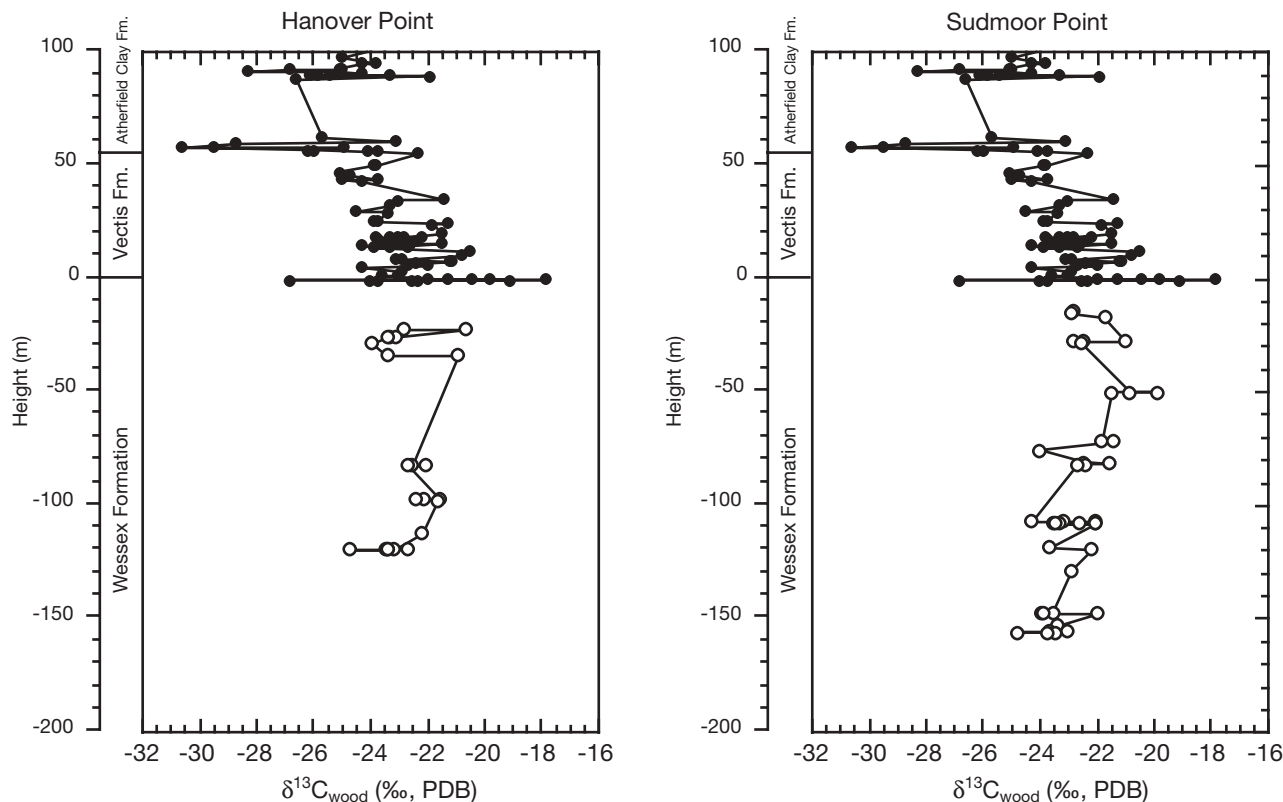 Hanover Point
100
50
0
-50
-100
-150
-200
Height (m)
Atherfield Clay Fm.
Vectis Fm.
Wessex Formation
-32 -30 -28 -26 -24 -22 -20 -18 -16
δ¹³C_wood (‰, PDB)
Sudmoor Point
100
50
0
-50
-100
-150
-200
Height (m)
Atherfield Clay Fm.
Vectis Fm.
Wessex Formation
-32 -30 -28 -26 -24 -22 -20 -18 -16
δ¹³C_wood (‰, PDB)